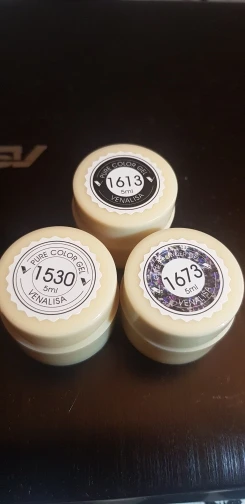 PURE COLOR GEL
1613
5ml
VENALISA
PURE COLOR GEL
1530
5ml
VENALISA
1673
5ml
VENALISA